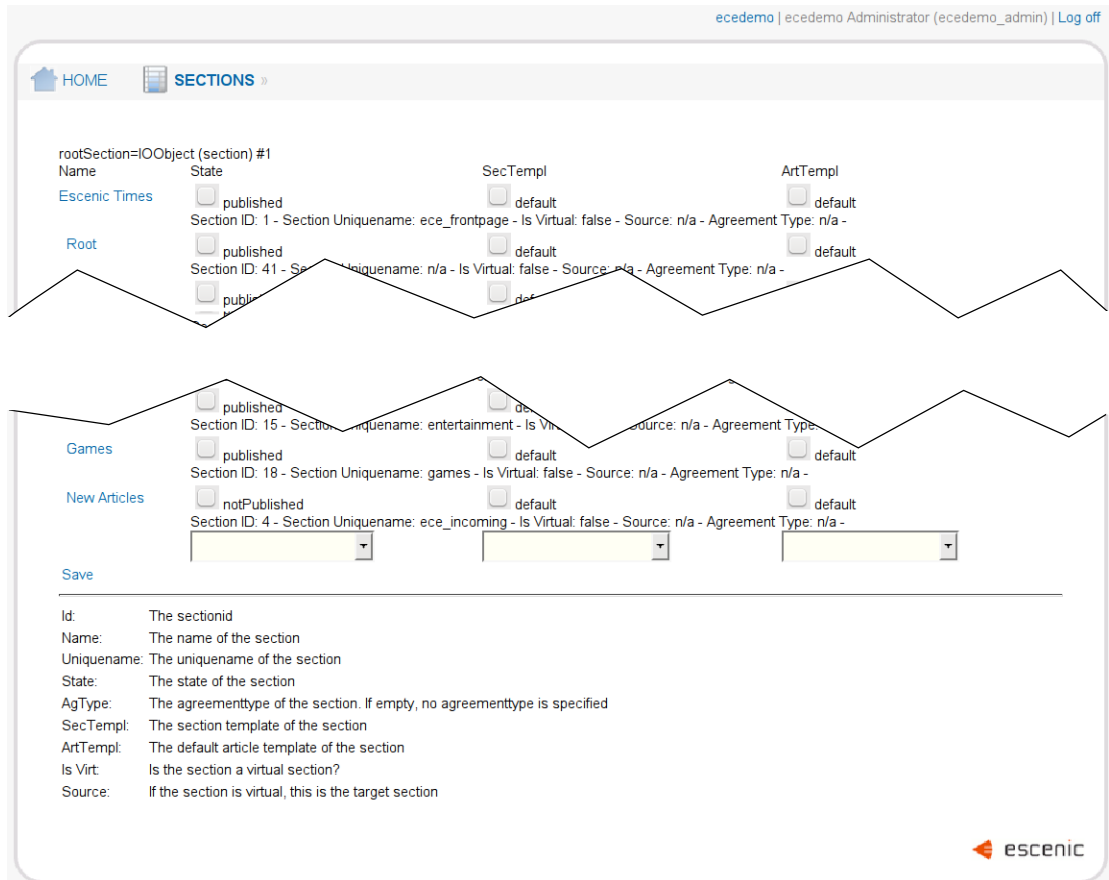 ecedemo | ecedemo Administrator (ecedemo_admin) | Log off
HOME SECTIONS »
rootSection=IOObject (section) #1
Name State SecTempl ArtTempl
Escenic Times published default default
Section ID: 1 - Section Uniquename: ece_frontpage - Is Virtual: false - Source: n/a - Agreement Type: n/a -
Root published default default
Section ID: 41 - Section Uniquename: n/a - Is Virtual: false - Source: n/a - Agreement Type: n/a -
published
Section ID: 15 - Section Uniquename: entertainment - Is Source: n/a - Agreement Type:
Games published default default
Section ID: 18 - Section Uniquename: games - Is Virtual: false - Source: n/a - Agreement Type: n/a -
New Articles notPublished default default
Section ID: 4 - Section Uniquename: ece_incoming - Is Virtual: false - Source: n/a - Agreement Type: n/a -
Save
Id: The sectionid
Name: The name of the section
Uniquename: The uniquename of the section
State: The state of the section
AgType: The agreementtype of the section. If empty, no agreementtype is specified
SecTempl: The section template of the section
ArtTempl: The default article template of the section
Is Virt: Is the section a virtual section?
Source: If the section is virtual, this is the target section
escenic